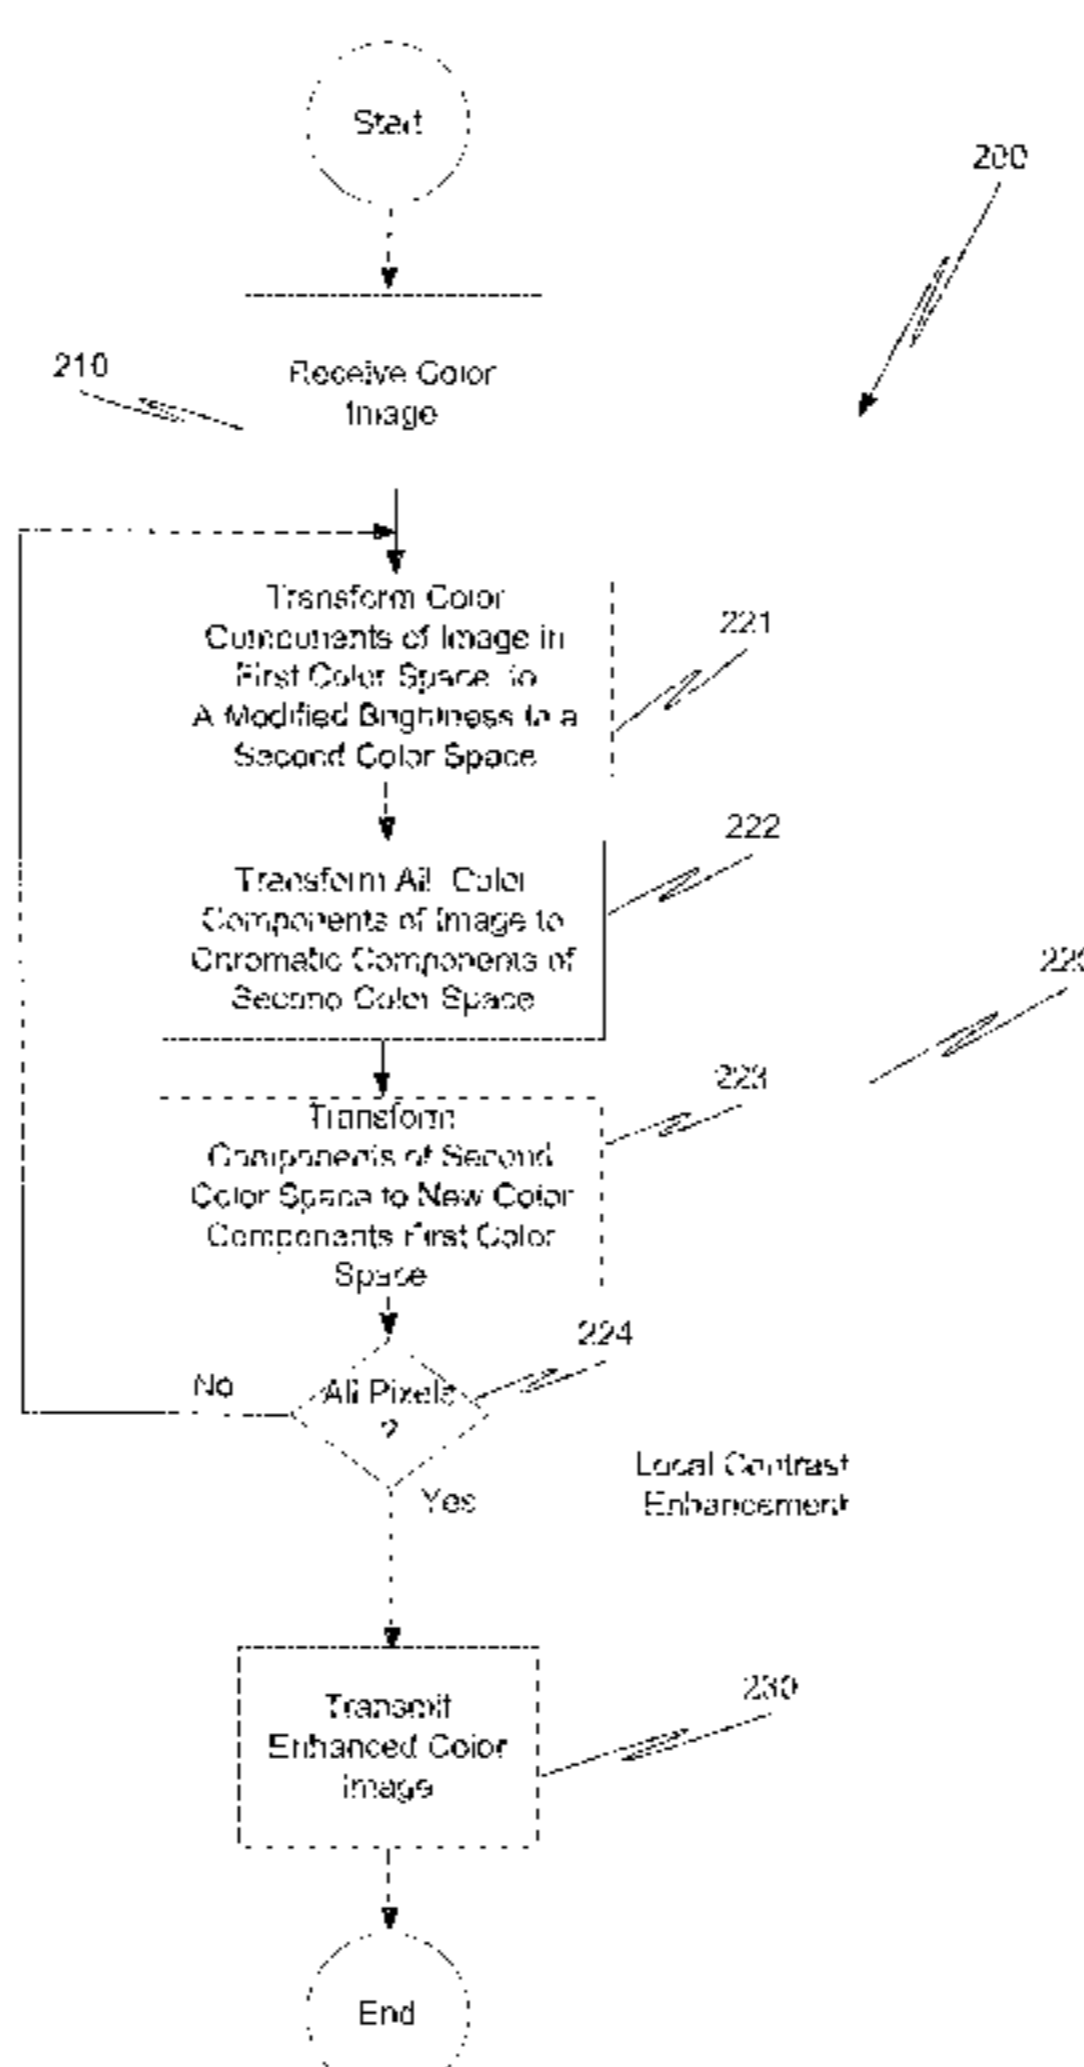 Start
200
210
Receive Color
Image
Transform Color
Components of Image in
First Color Space to
A Modified Brightness in a
Second Color Space
221
222
Transform All Color
Components of Image to
Chromatic Components of
Second Color Space
223
Transform
Components of Second
Color Space to New Color
Components First Color
Space
224
No
All Pixels
?
Yes
Local Contrast
Enhancement
230
Transmit
Enhanced Color
Image
End